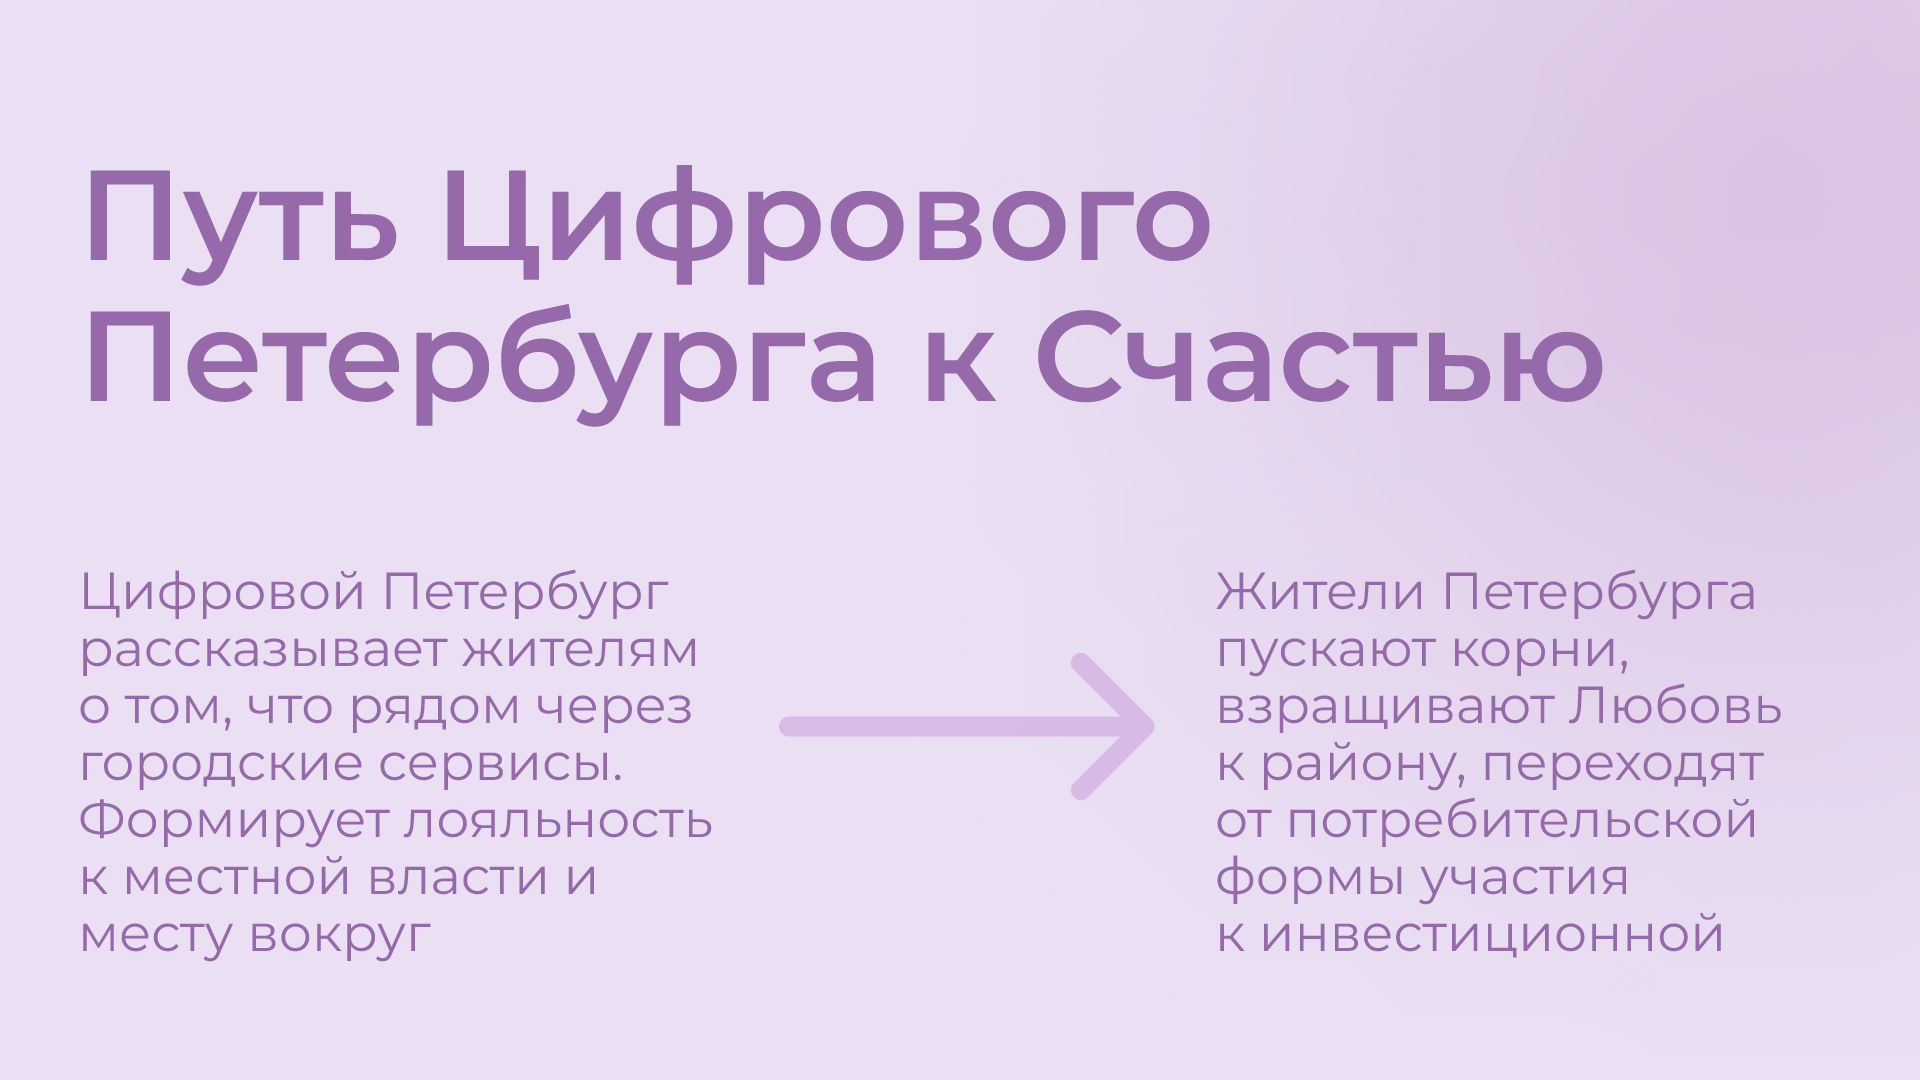 Путь Цифрового
Петербурга к Счастью
Цифровой Петербург
рассказывает жителям
о том, что рядом через
городские сервисы.
Формирует лояльность
к местной власти и
месту вокруг
Жители Петербурга
пускают корни,
взращивают Любовь
к району, переходят
от потребительской
формы участия
к инвестиционной